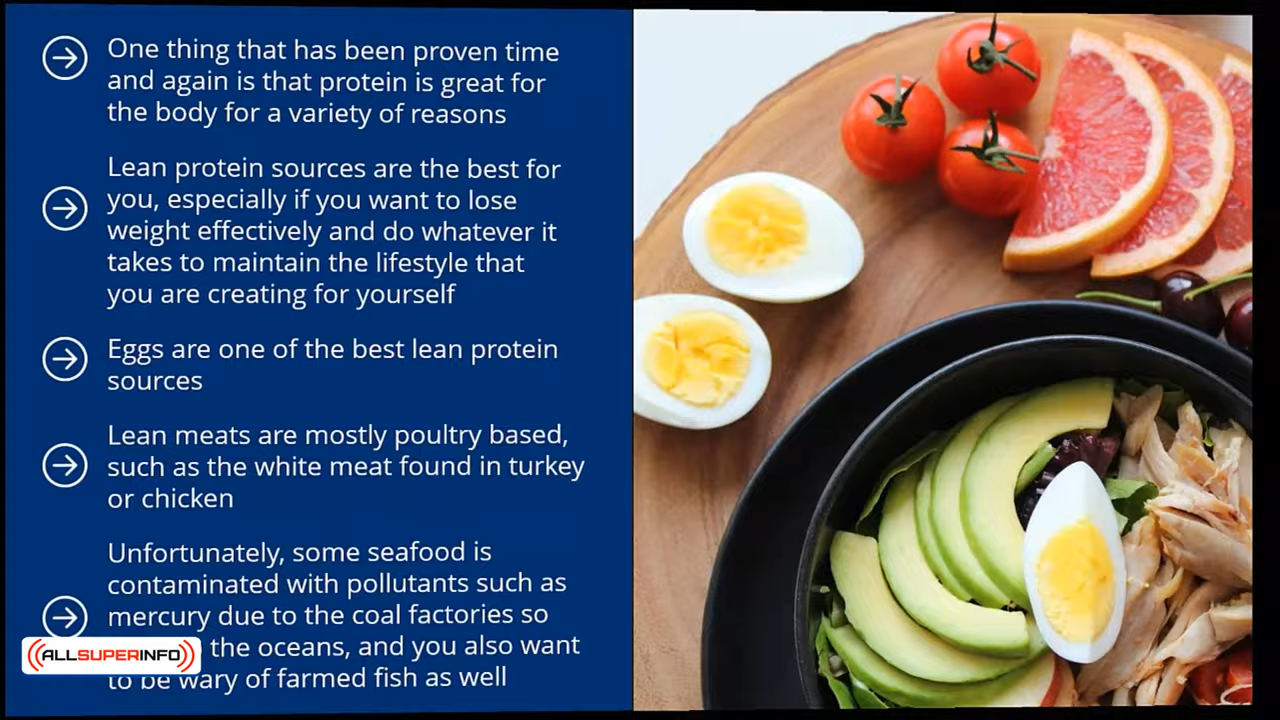 One thing that has been proven time
and again is that protein is great for
the body for a variety of reasons
Lean protein sources are the best for
you, especially if you want to lose
weight effectively and do whatever it
takes to maintain the lifestyle that
you are creating for yourself
Eggs are one of the best lean protein
sources
Lean meats are mostly poultry based,
such as the white meat found in turkey
or chicken
Unfortunately, some seafood is
contaminated with pollutants such as
mercury due to the coal factories so
the oceans, and you also want
to be wary of farmed fish as well
ALLSUPERINFO